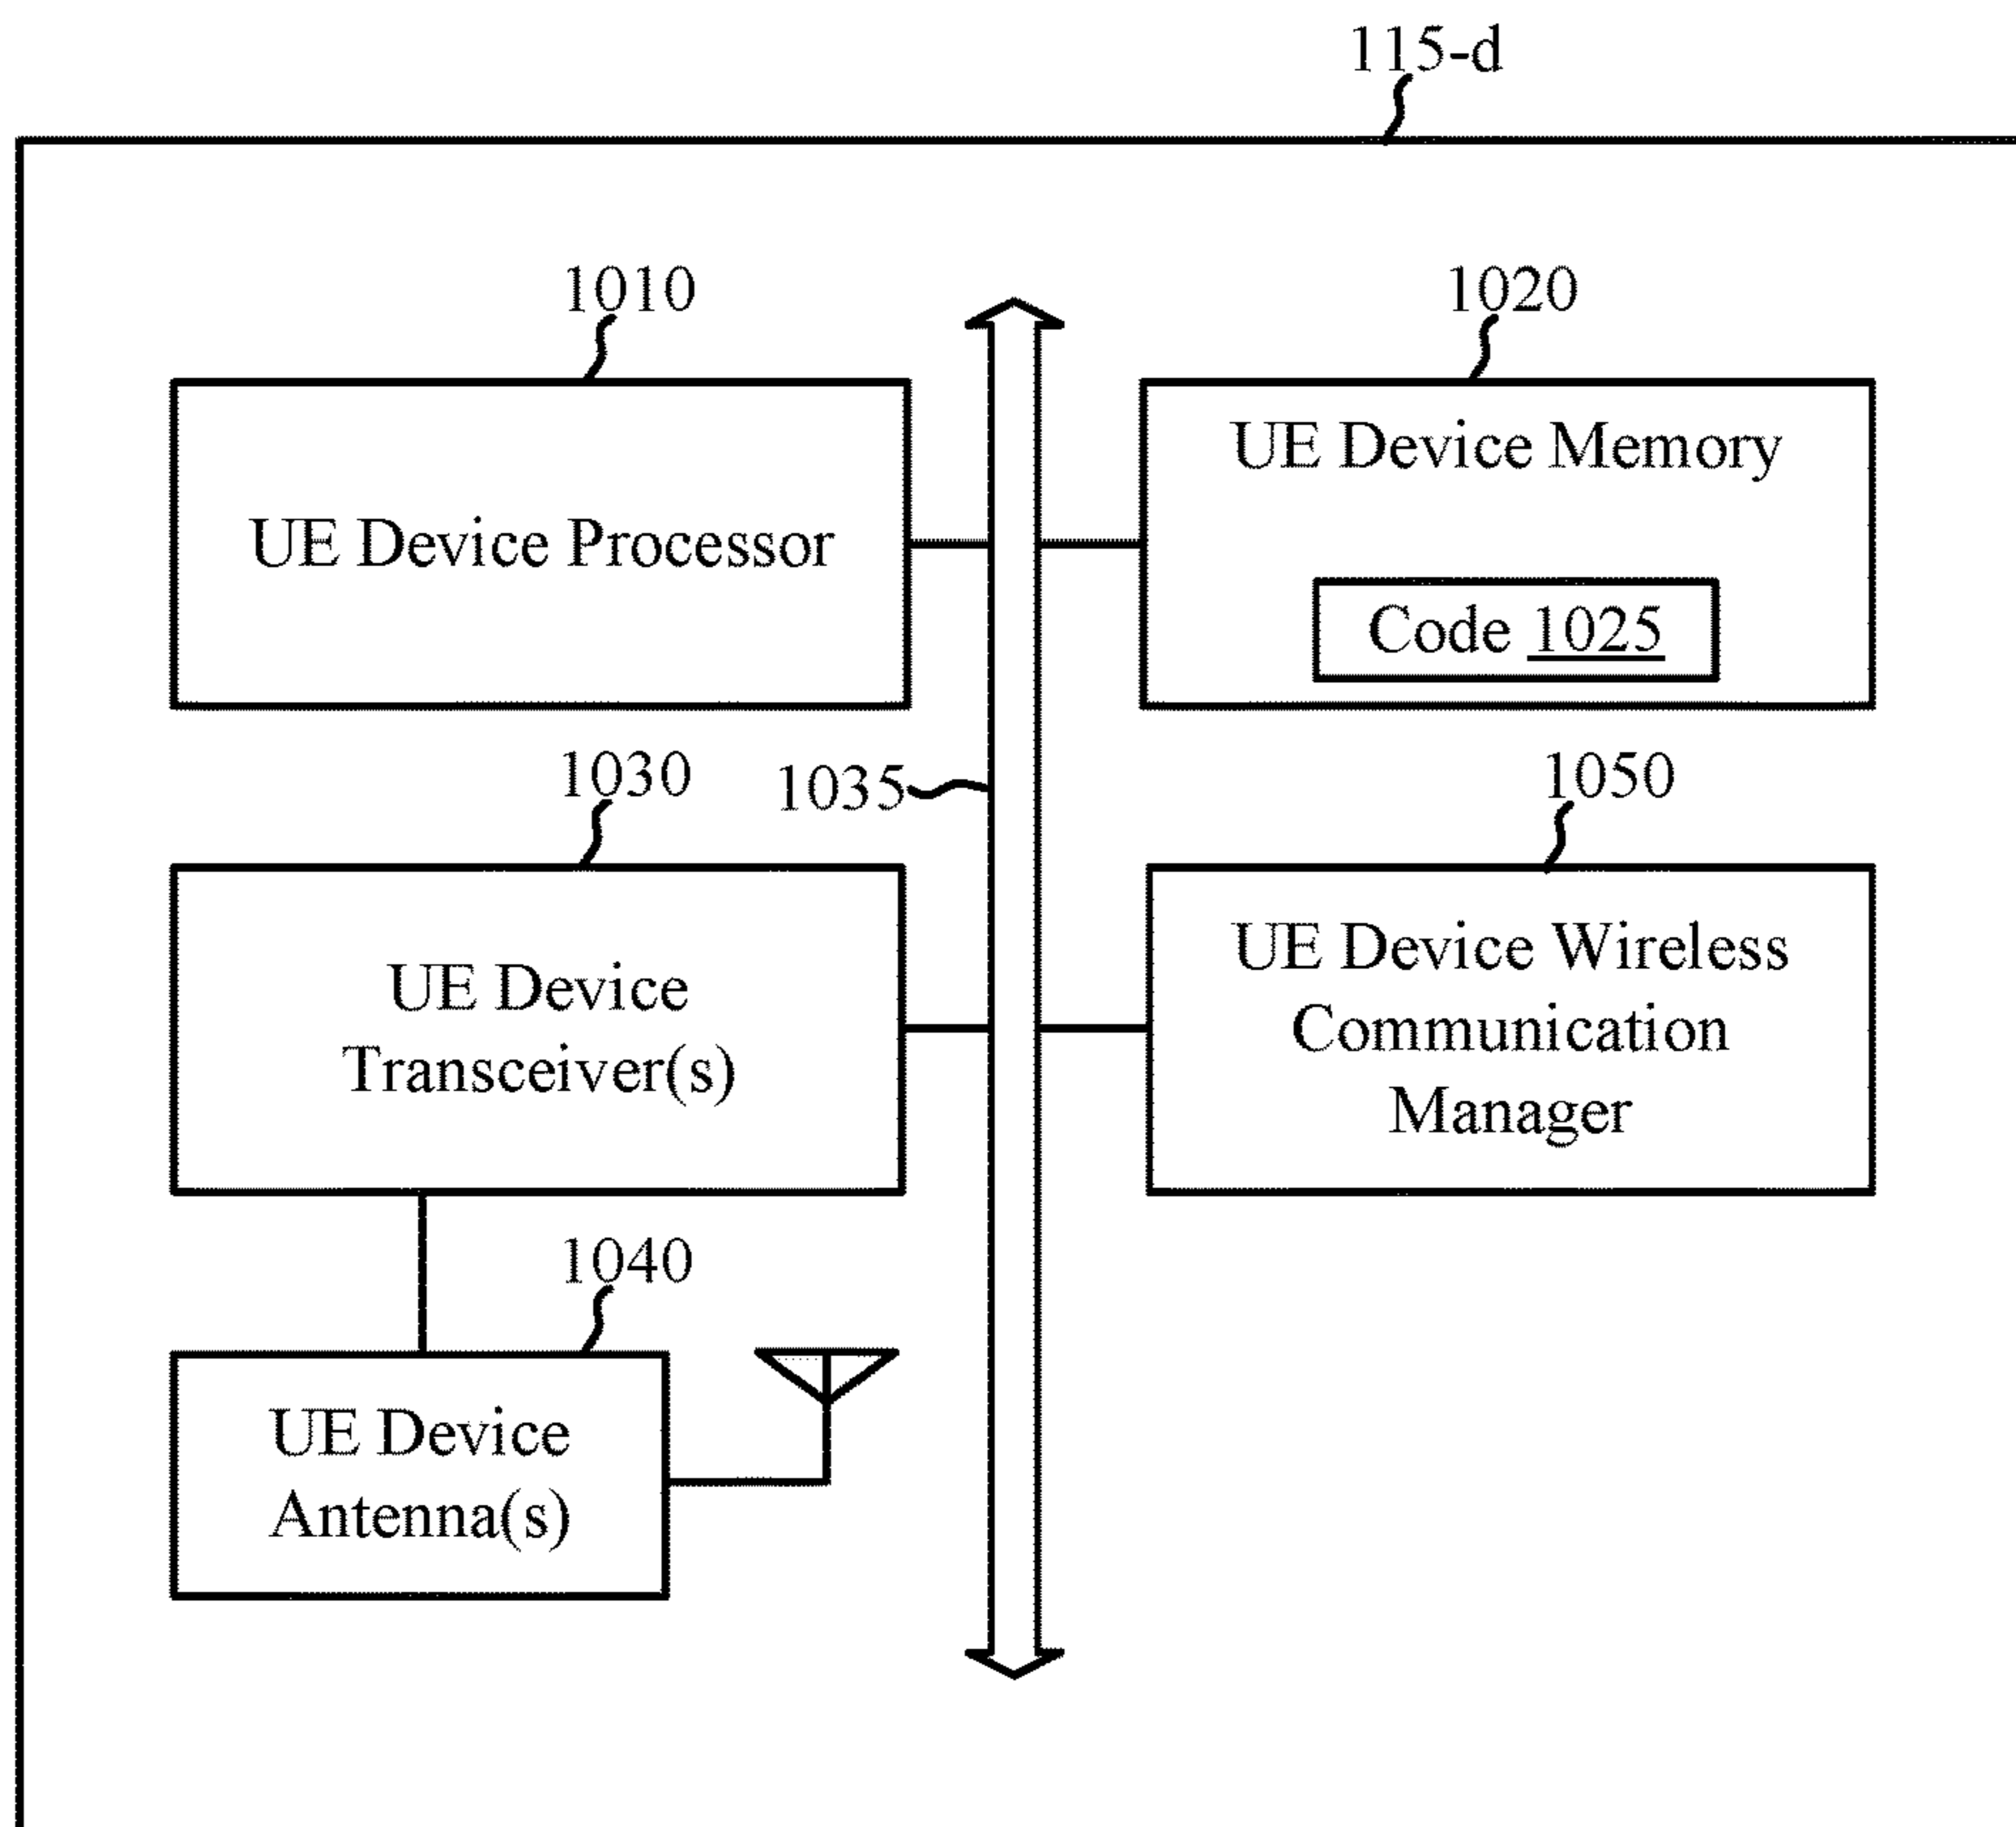 115-d
1010
1020
UE Device Processor
UE Device Memory
Code 1025
1030
1035
1050
UE Device
Transceiver(s)
UE Device Wireless
Communication
Manager
1040
UE Device
Antenna(s)